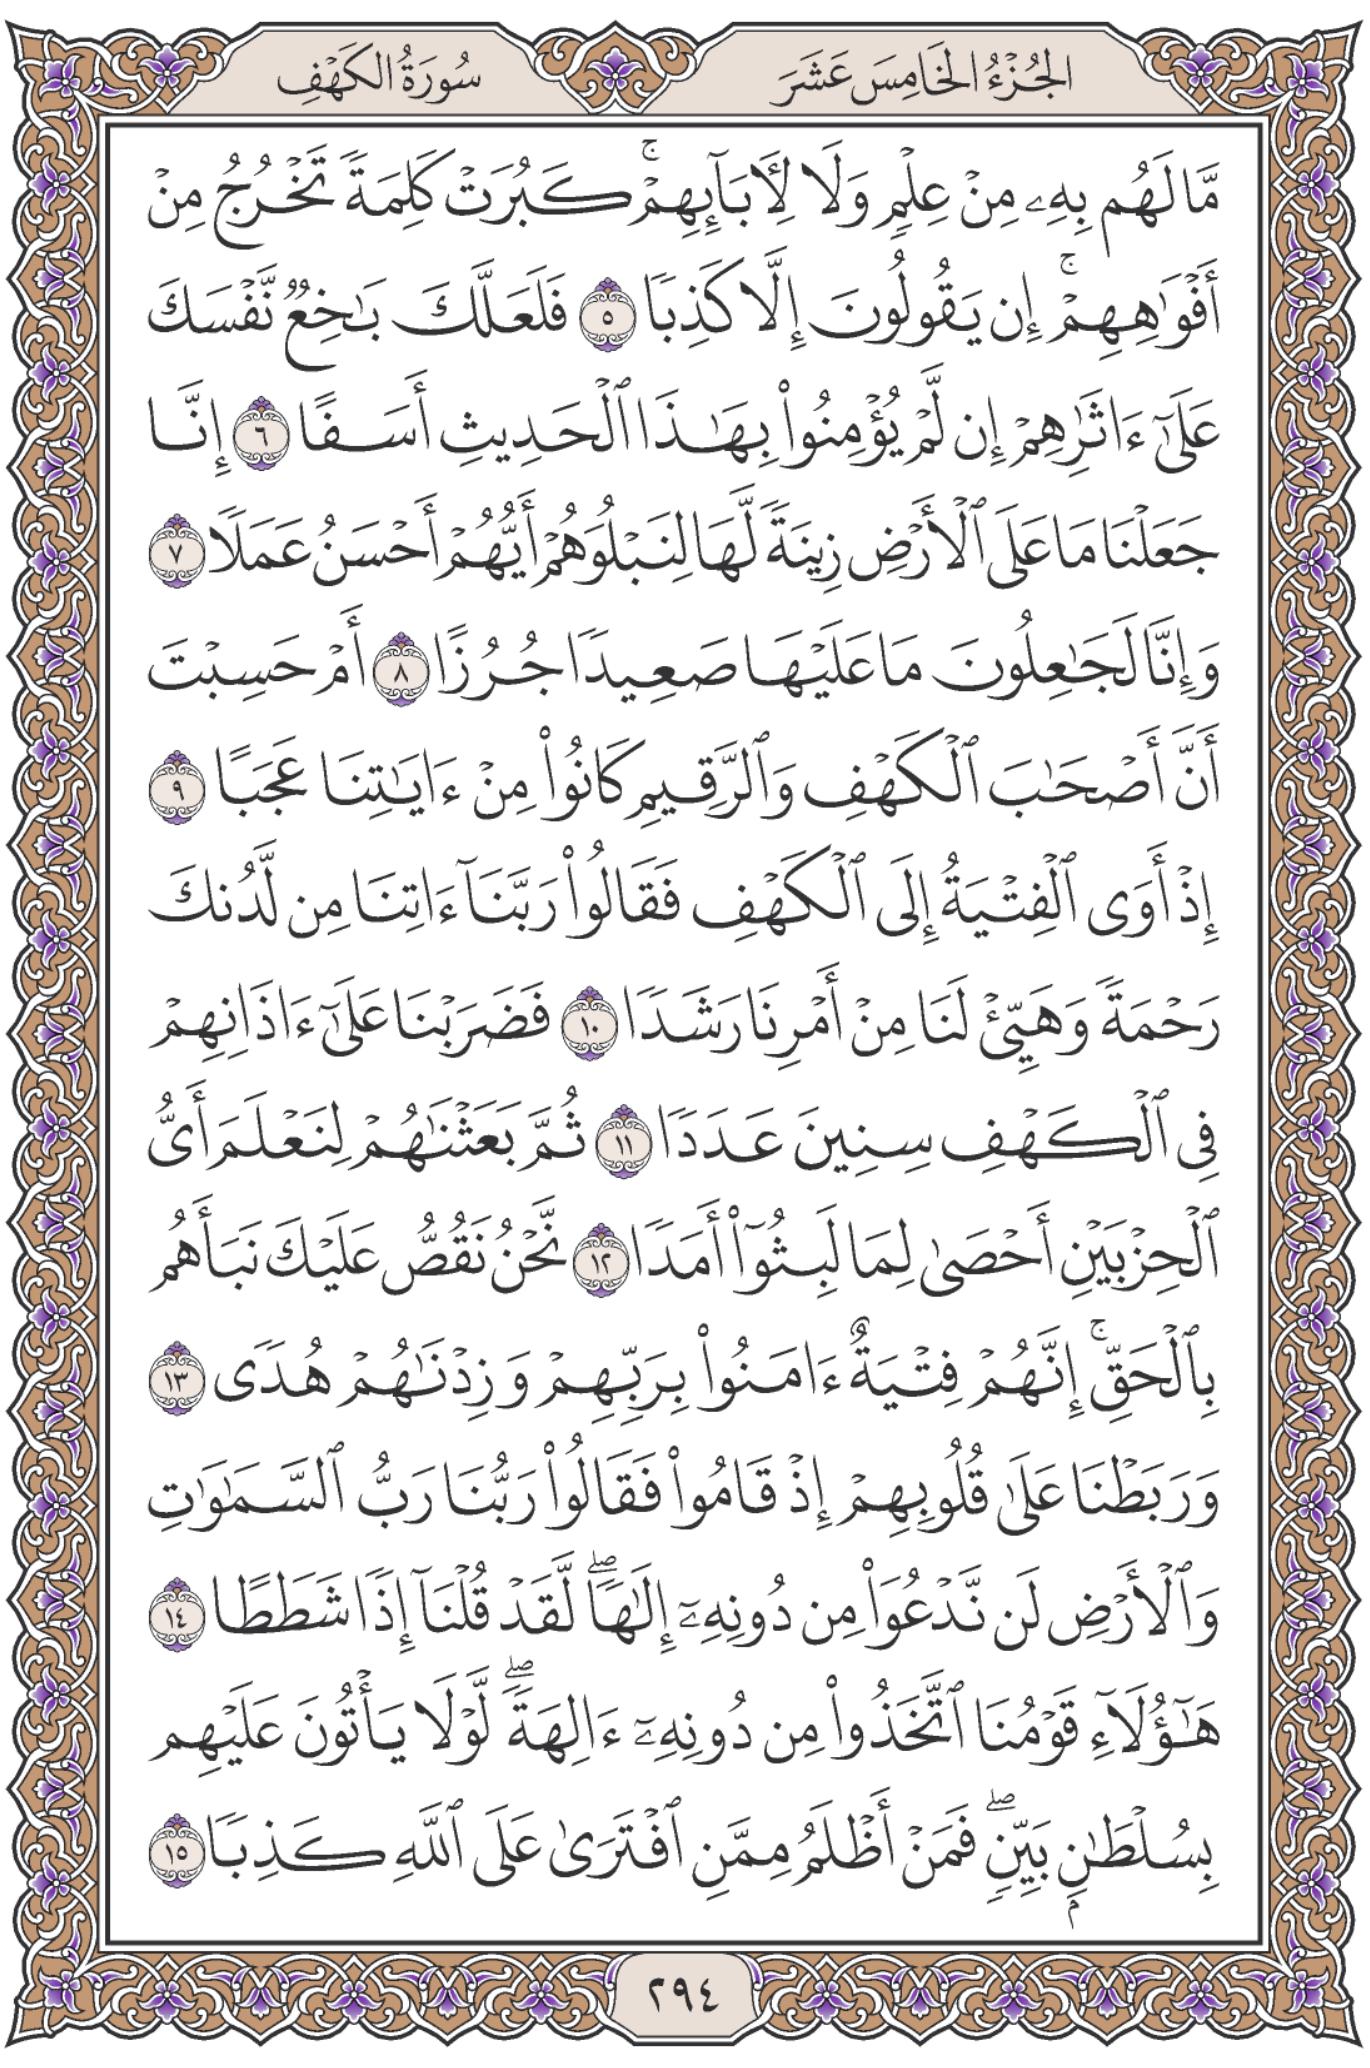 الجُزْءُ الخَامِسَ عَشَرَ
سُورَةُ الكَهْفِ
مَّا لَهُم بِهِۦ مِنْ عِلْمٍ وَلَا لِأَبَآئِهِمْۚ كَبُرَتْ كَلِمَةً تَخْرُجُ مِنْ
أَفْوَٰهِهِمْۚ إِن يَقُولُونَ إِلَّا كَذِبًا ٥ فَلَعَلَّكَ بَٰخِعٌ نَّفْسَكَ
عَلَىٰٓ ءَاثَٰرِهِمْ إِن لَّمْ يُؤْمِنُوا۟ بِهَٰذَا ٱلْحَدِيثِ أَسَفًا ٦ إِنَّا
جَعَلْنَا مَا عَلَى ٱلْأَرْضِ زِينَةً لَّهَا لِنَبْلُوَهُمْ أَيُّهُمْ أَحْسَنُ عَمَلًا ٧
وَإِنَّا لَجَٰعِلُونَ مَا عَلَيْهَا صَعِيدًا جُرُزًا ٨ أَمْ حَسِبْتَ
أَنَّ أَصْحَٰبَ ٱلْكَهْفِ وَٱلرَّقِيمِ كَانُوا۟ مِنْ ءَايَٰتِنَا عَجَبًا ٩
إِذْ أَوَى ٱلْفِتْيَةُ إِلَى ٱلْكَهْفِ فَقَالُوا۟ رَبَّنَآ ءَاتِنَا مِن لَّدُنكَ
رَحْمَةً وَهَيِّئْ لَنَا مِنْ أَمْرِنَا رَشَدًا ١٠ فَضَرَبْنَا عَلَىٰٓ ءَاذَانِهِمْ
فِى ٱلْكَهْفِ سِنِينَ عَدَدًا ١١ ثُمَّ بَعَثْنَٰهُمْ لِنَعْلَمَ أَىُّ
ٱلْحِزْبَيْنِ أَحْصَىٰ لِمَا لَبِثُوٓا۟ أَمَدًا ١٢ نَّحْنُ نَقُصُّ عَلَيْكَ نَبَأَهُم
بِٱلْحَقِّۚ إِنَّهُمْ فِتْيَةٌ ءَامَنُوا۟ بِرَبِّهِمْ وَزِدْنَٰهُمْ هُدًى ١٣
وَرَبَطْنَا عَلَىٰ قُلُوبِهِمْ إِذْ قَامُوا۟ فَقَالُوا۟ رَبُّنَا رَبُّ ٱلسَّمَٰوَٰتِ
وَٱلْأَرْضِ لَن نَّدْعُوَا۟ مِن دُونِهِۦٓ إِلَٰهًاۖ لَّقَدْ قُلْنَآ إِذًا شَطَطًا ١٤
هَٰٓؤُلَآءِ قَوْمُنَا ٱتَّخَذُوا۟ مِن دُونِهِۦٓ ءَالِهَةًۖ لَّوْلَا يَأْتُونَ عَلَيْهِم
بِسُلْطَٰنٍۭ بَيِّنٍۖ فَمَنْ أَظْلَمُ مِمَّنِ ٱفْتَرَىٰ عَلَى ٱللَّهِ كَذِبًا ١٥
٢٩٤